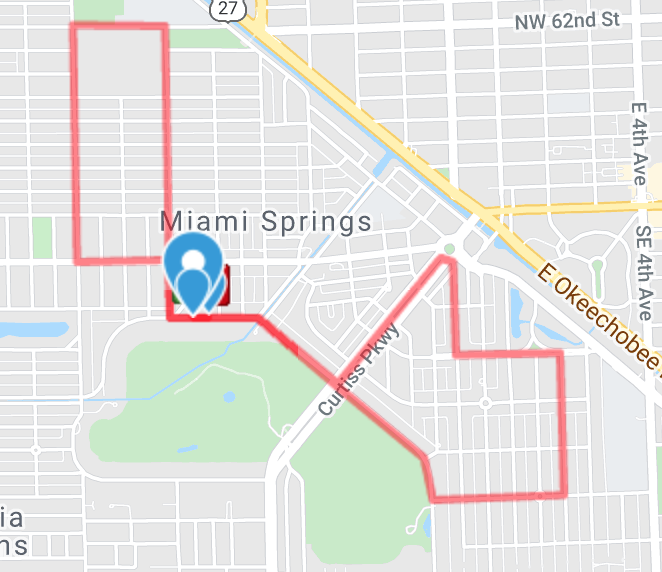 27
NW 62nd St
E 4th Ave
Miami Springs
SE 4th Ave
E Okeechobee
Curtiss Pkwy
ia
ns